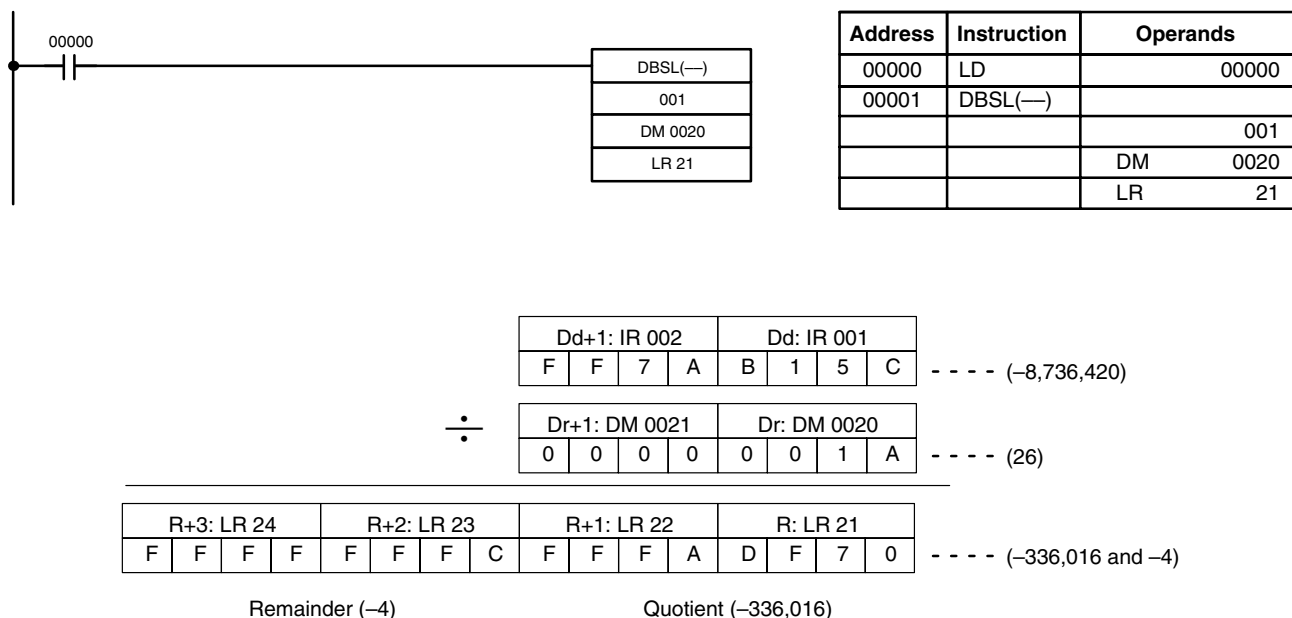 00000
DBSL(––)
001
DM 0020
LR 21
Address Instruction Operands
00000 LD 00000
00001 DBSL(––)
001
DM 0020
LR 21
Dd+1: IR 002 Dd: IR 001
F F 7 A B 1 5 C - - - - (–8,736,420)
÷
Dr+1: DM 0021 Dr: DM 0020
0 0 0 0 0 0 1 A - - - - (26)
R+3: LR 24 R+2: LR 23 R+1: LR 22 R: LR 21
F F F F F F F C F F F A D F 7 0 - - - - (–336,016 and –4)
Remainder (–4) Quotient (–336,016)